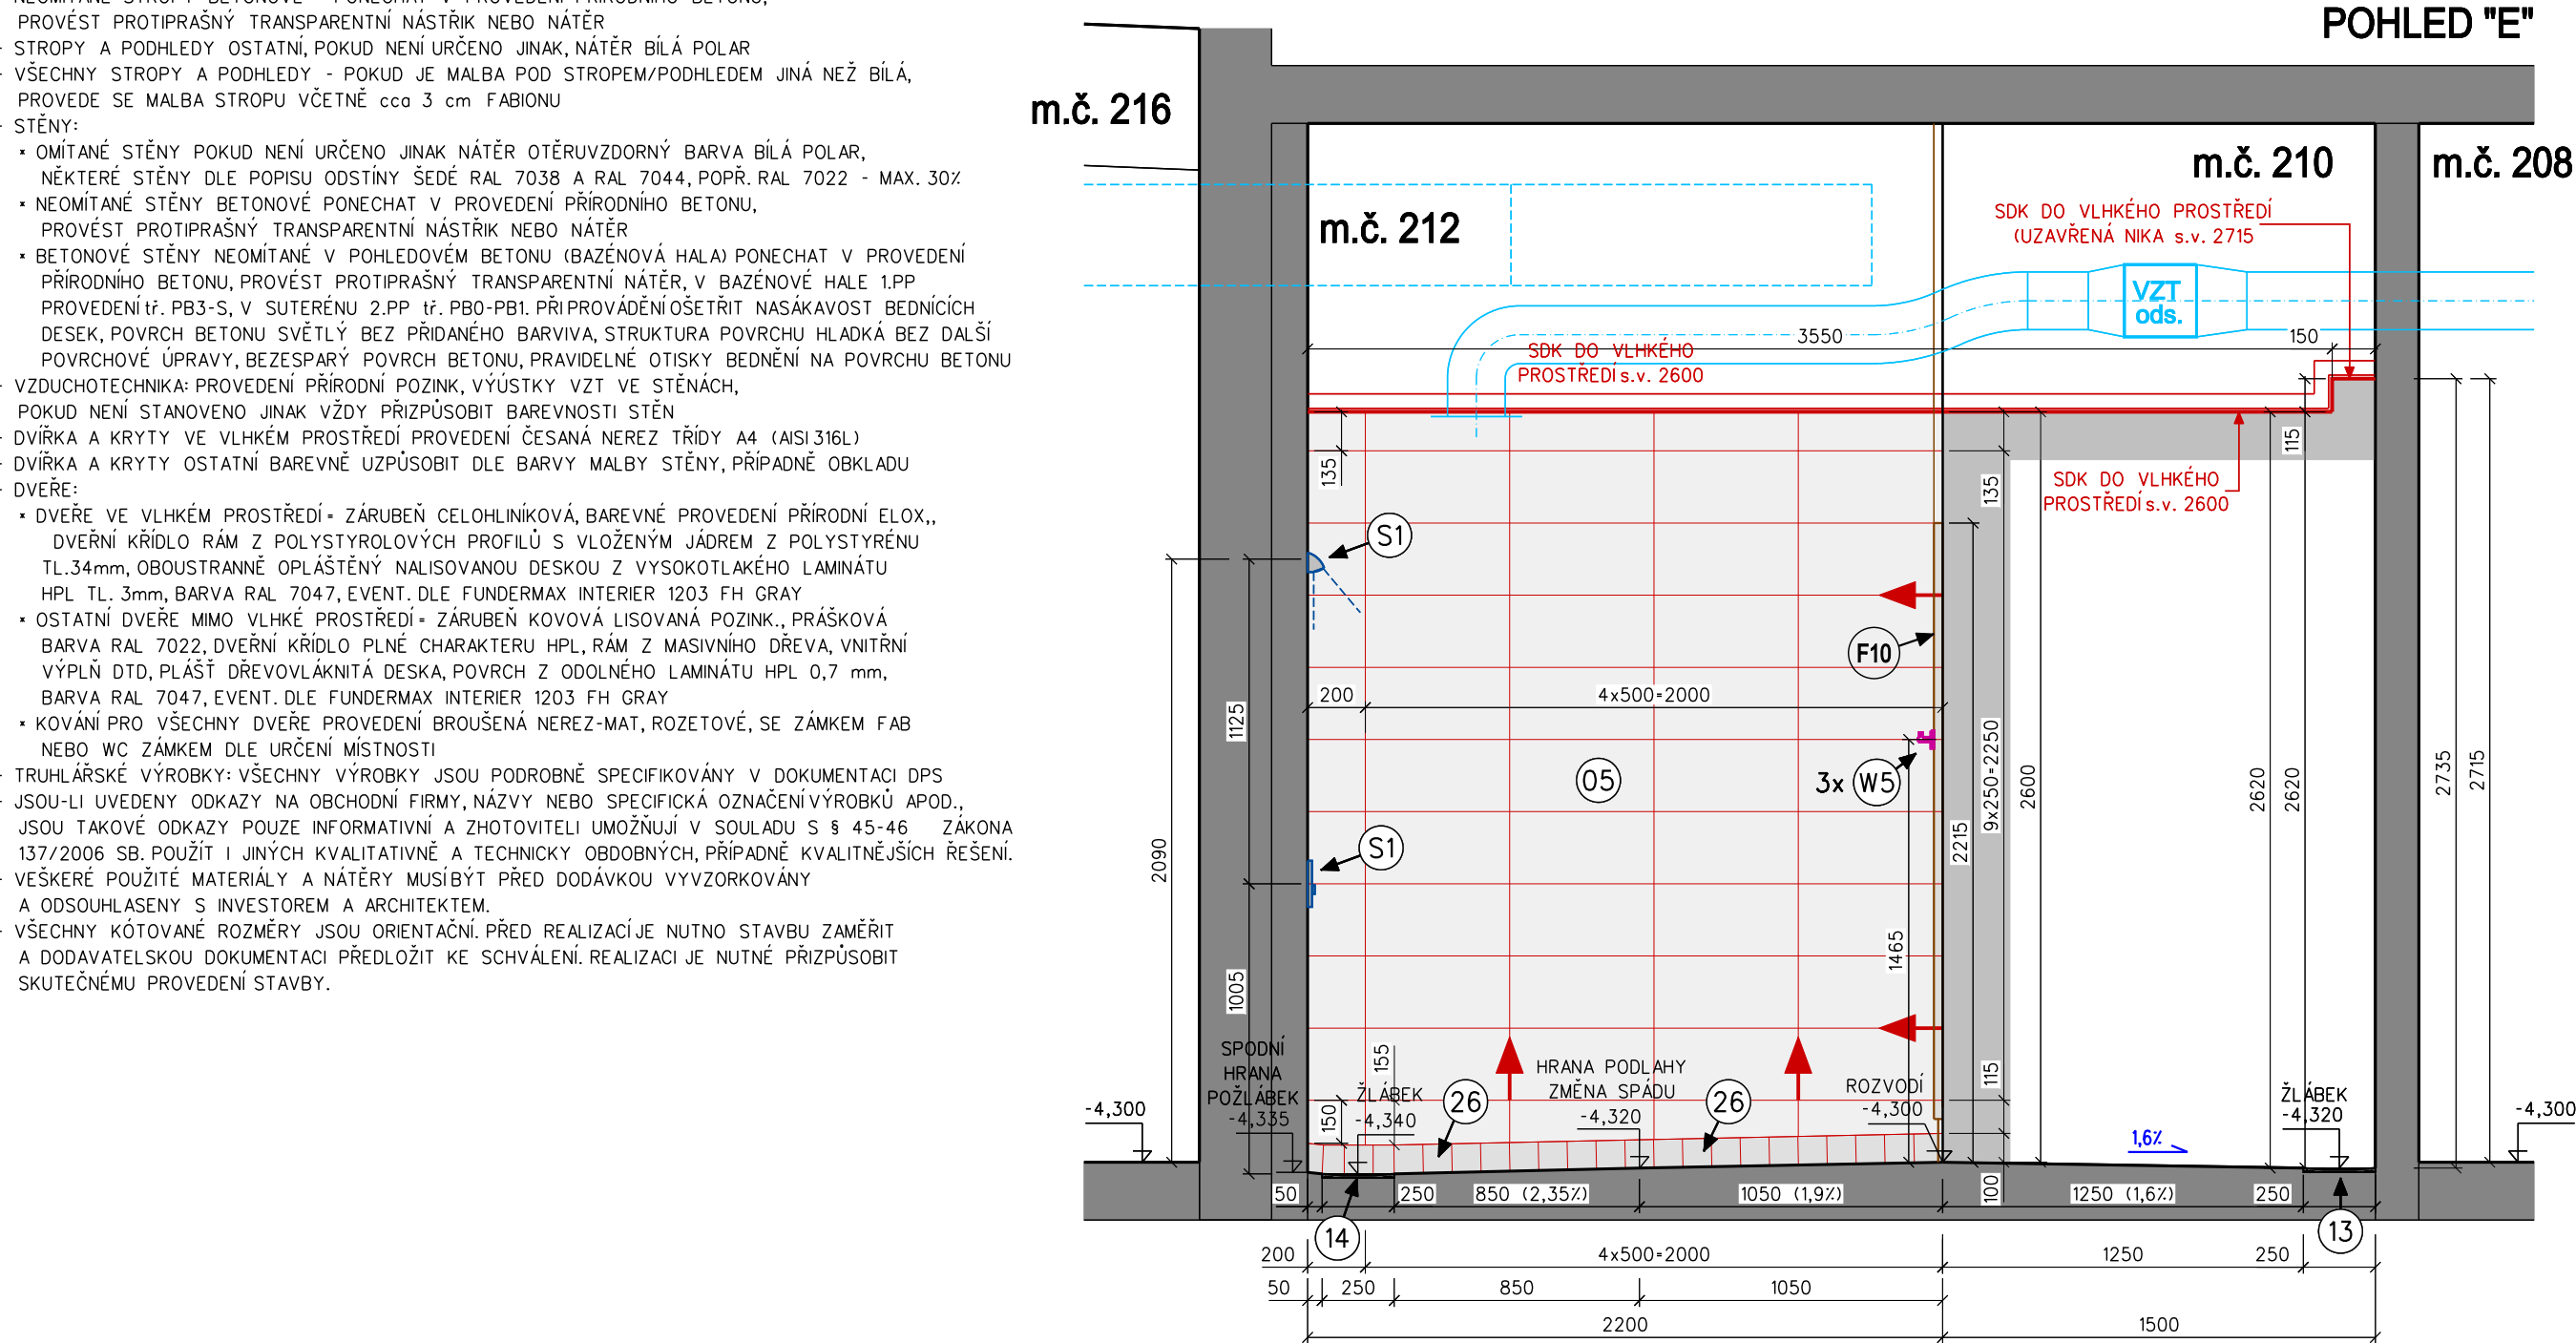 NEOMÍTANÉ STROPY BETONOVÉ - PONECHAT V PROVEDENÍ PŘÍRODNÍHO BETONU,
PROVÉST PROTIPRAŠNÝ TRANSPARENTNÍ NÁSTŘIK NEBO NÁTĚR
- STROPY A PODHLEDY OSTATNÍ, POKUD NENÍ URČENO JINAK, NÁTĚR BÍLÁ POLAR
- VŠECHNY STROPY A PODHLEDY - POKUD JE MALBA POD STROPEM/PODHLEDEM JINÁ NEŽ BÍLÁ,
PROVEDE SE MALBA STROPU VČETNĚ cca 3 cm FABIONU
- STĚNY:
* OMÍTANÉ STĚNY POKUD NENÍ URČENO JINAK NÁTĚR OTĚRUVZDORNÝ BARVA BÍLÁ POLAR,
NĚKTERÉ STĚNY DLE POPISU ODSTÍNY ŠEDÉ RAL 7038 A RAL 7044, POPŘ. RAL 7022 - MAX. 30%
* NEOMÍTANÉ STĚNY BETONOVÉ PONECHAT V PROVEDENÍ PŘÍRODNÍHO BETONU,
PROVÉST PROTIPRAŠNÝ TRANSPARENTNÍ NÁSTŘIK NEBO NÁTĚR
* BETONOVÉ STĚNY NEOMÍTANÉ V POHLEDOVÉM BETONU (BAZÉNOVÁ HALA) PONECHAT V PROVEDENÍ
PŘÍRODNÍHO BETONU, PROVÉST PROTIPRAŠNÝ TRANSPARENTNÍ NÁTĚR, V BAZÉNOVÉ HALE 1.PP
PROVEDENÍ tř. PB3-S, V SUTERÉNU 2.PP tř. PB0-PB1. PŘI PROVÁDĚNÍ OŠETŘIT NASÁKAVOST BEDNÍCÍCH
DESEK, POVRCH BETONU SVĚTLÝ BEZ PŘIDANÉHO BARVIVA, STRUKTURA POVRCHU HLADKÁ BEZ DALŠÍ
POVRCHOVÉ ÚPRAVY, BEZESPARÝ POVRCH BETONU, PRAVIDELNÉ OTISKY BEDNĚNÍ NA POVRCHU BETONU
- VZDUCHOTECHNIKA: PROVEDENÍ PŘÍRODNÍ POZINK, VÝÚSTKY VZT VE STĚNÁCH,
POKUD NENÍ STANOVENO JINAK VŽDY PŘIZPŮSOBIT BAREVNOSTI STĚN
- DVÍŘKA A KRYTY VE VLHKÉM PROSTŘEDÍ PROVEDENÍ ČESANÁ NEREZ TŘÍDY A4 (AISI 316L)
- DVÍŘKA A KRYTY OSTATNÍ BAREVNĚ UZPŮSOBIT DLE BARVY MALBY STĚNY, PŘÍPADNĚ OBKLADU
- DVEŘE:
* DVEŘE VE VLHKÉM PROSTŘEDÍ = ZÁRUBEŇ CELOHLINÍKOVÁ, BAREVNÉ PROVEDENÍ PŘÍRODNÍ ELOX,,
DVEŘNÍ KŘÍDLO RÁM Z POLYSTYROLOVÝCH PROFILŮ S VLOŽENÝM JÁDREM Z POLYSTYRÉNU
TL.34mm, OBOUSTRANNĚ OPLÁŠTĚNÝ NALISOVANOU DESKOU Z VYSOKOTLAKÉHO LAMINÁTU
HPL TL. 3mm, BARVA RAL 7047, EVENT. DLE FUNDERMAX INTERIER 1203 FH GRAY
* OSTATNÍ DVEŘE MIMO VLHKÉ PROSTŘEDÍ = ZÁRUBEŇ KOVOVÁ LISOVANÁ POZINK., PRÁŠKOVÁ
BARVA RAL 7022, DVEŘNÍ KŘÍDLO PLNÉ CHARAKTERU HPL, RÁM Z MASIVNÍHO DŘEVA, VNITŘNÍ
VÝPLŇ DTD, PLÁŠŤ DŘEVOVLÁKNITÁ DESKA, POVRCH Z ODOLNÉHO LAMINÁTU HPL 0,7 mm,
BARVA RAL 7047, EVENT. DLE FUNDERMAX INTERIER 1203 FH GRAY
* KOVÁNÍ PRO VŠECHNY DVEŘE PROVEDENÍ BROUŠENÁ NEREZ-MAT, ROZETOVÉ, SE ZÁMKEM FAB
NEBO WC ZÁMKEM DLE URČENÍ MÍSTNOSTI
- TRUHLÁŘSKÉ VÝROBKY: VŠECHNY VÝROBKY JSOU PODROBNĚ SPECIFIKOVÁNY V DOKUMENTACI DPS
- JSOU-LI UVEDENY ODKAZY NA OBCHODNÍ FIRMY, NÁZVY NEBO SPECIFICKÁ OZNAČENÍ VÝROBKŮ APOD.,
JSOU TAKOVÉ ODKAZY POUZE INFORMATIVNÍ A ZHOTOVITELI UMOŽŇUJÍ V SOULADU S § 45-46 ZÁKONA
137/2006 SB. POUŽÍT I JINÝCH KVALITATIVNĚ A TECHNICKY OBDOBNÝCH, PŘÍPADNĚ KVALITNĚJŠÍCH ŘEŠENÍ.
- VEŠKERÉ POUŽITÉ MATERIÁLY A NÁTĚRY MUSÍ BÝT PŘED DODÁVKOU VYVZORKOVÁNY
A ODSOUHLASENY S INVESTOREM A ARCHITEKTEM.
- VŠECHNY KÓTOVANÉ ROZMĚRY JSOU ORIENTAČNÍ. PŘED REALIZACÍ JE NUTNO STAVBU ZAMĚŘIT
A DODAVATELSKOU DOKUMENTACI PŘEDLOŽIT KE SCHVÁLENÍ. REALIZACI JE NUTNÉ PŘIZPŮSOBIT
SKUTEČNÉMU PROVEDENÍ STAVBY.
POHLED "E"
m.č. 216
m.č. 212
m.č. 210
m.č. 208
SDK DO VLHKÉHO PROSTŘEDÍ
(UZAVŘENÁ NIKA s.v. 2715
VZT
ods.
3550
150
SDK DO VLHKÉHO
PROSTŘEDÍ s.v. 2600
115
135
135
SDK DO VLHKÉHO
PROSTŘEDÍ s.v. 2600
S1
F10
200
4x500=2000
1125
9x250=2250
2600
2620
2620
2735
2715
05
3x W5
2215
2090
S1
1465
1005
SPODNÍ
HRANA
POŽLÁBEK
-4,335
155
150
ŽLÁBEK
-4,340
26
HRANA PODLAHY
ZMĚNA SPÁDU
-4,320
26
ROZVODÍ
-4,300
115
ŽLÁBEK
-4,320
-4,300
-4,300
1,6%
50
250
850 (2,35%)
1050 (1,9%)
100
1250 (1,6%)
250
14
13
200
4x500=2000
1250
250
50
250
850
1050
2200
1500